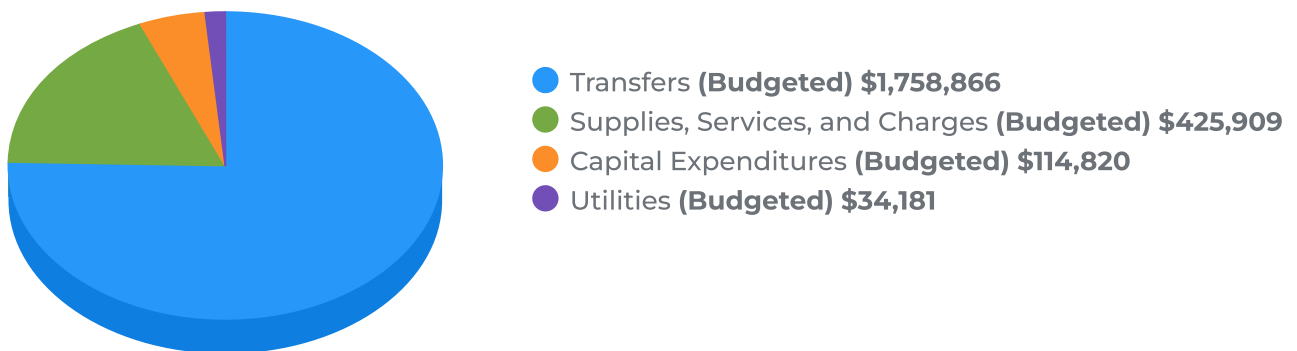 Transfers (Budgeted) $1,758,866
Supplies, Services, and Charges (Budgeted) $425,909
Capital Expenditures (Budgeted) $114,820
Utilities (Budgeted) $34,181